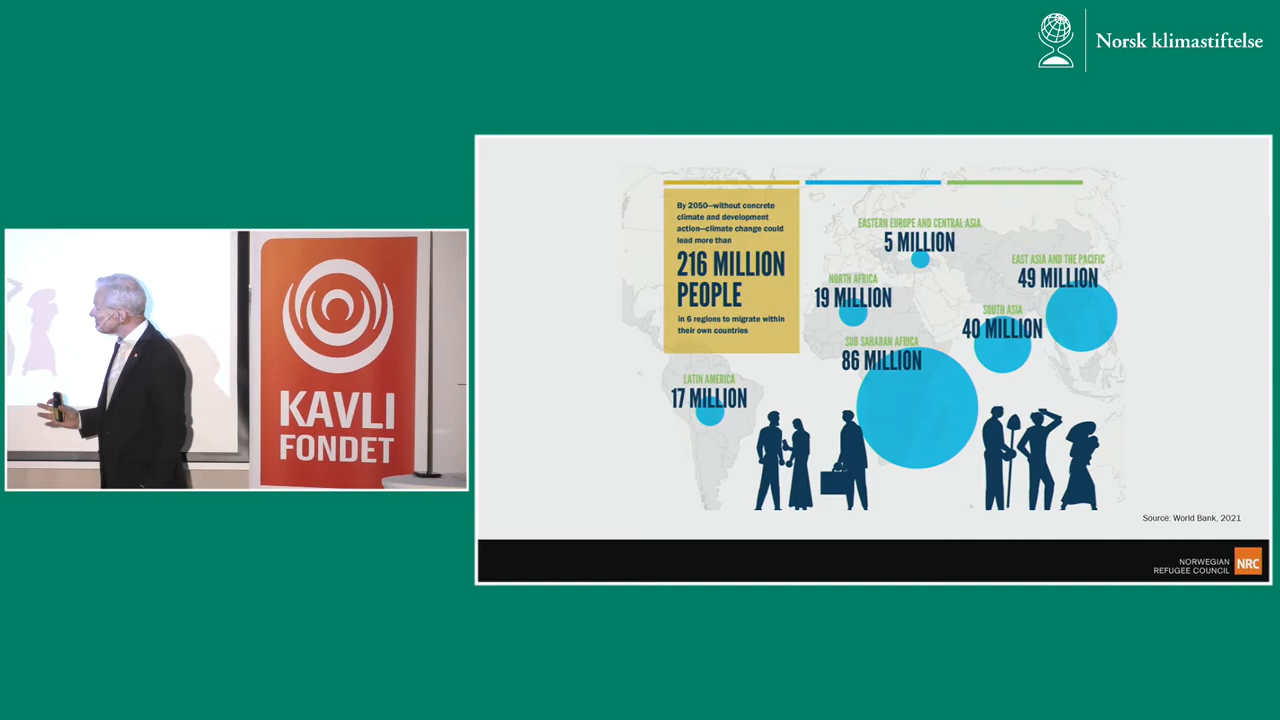 Norsk klimastiftelse
KAVLI
FONDET
By 2050—without concrete
climate and development
action—climate change could
lead more than
216 MILLION
PEOPLE
in 6 regions to migrate within
their own countries
EASTERN EUROPE AND CENTRAL ASIA
5 MILLION
EAST ASIA AND THE PACIFIC
49 MILLION
NORTH AFRICA
19 MILLION
SOUTH ASIA
40 MILLION
SUB SAHARAN AFRICA
86 MILLION
LATIN AMERICA
17 MILLION
Source: World Bank, 2021
NORWEGIAN
REFUGEE COUNCIL
NRC